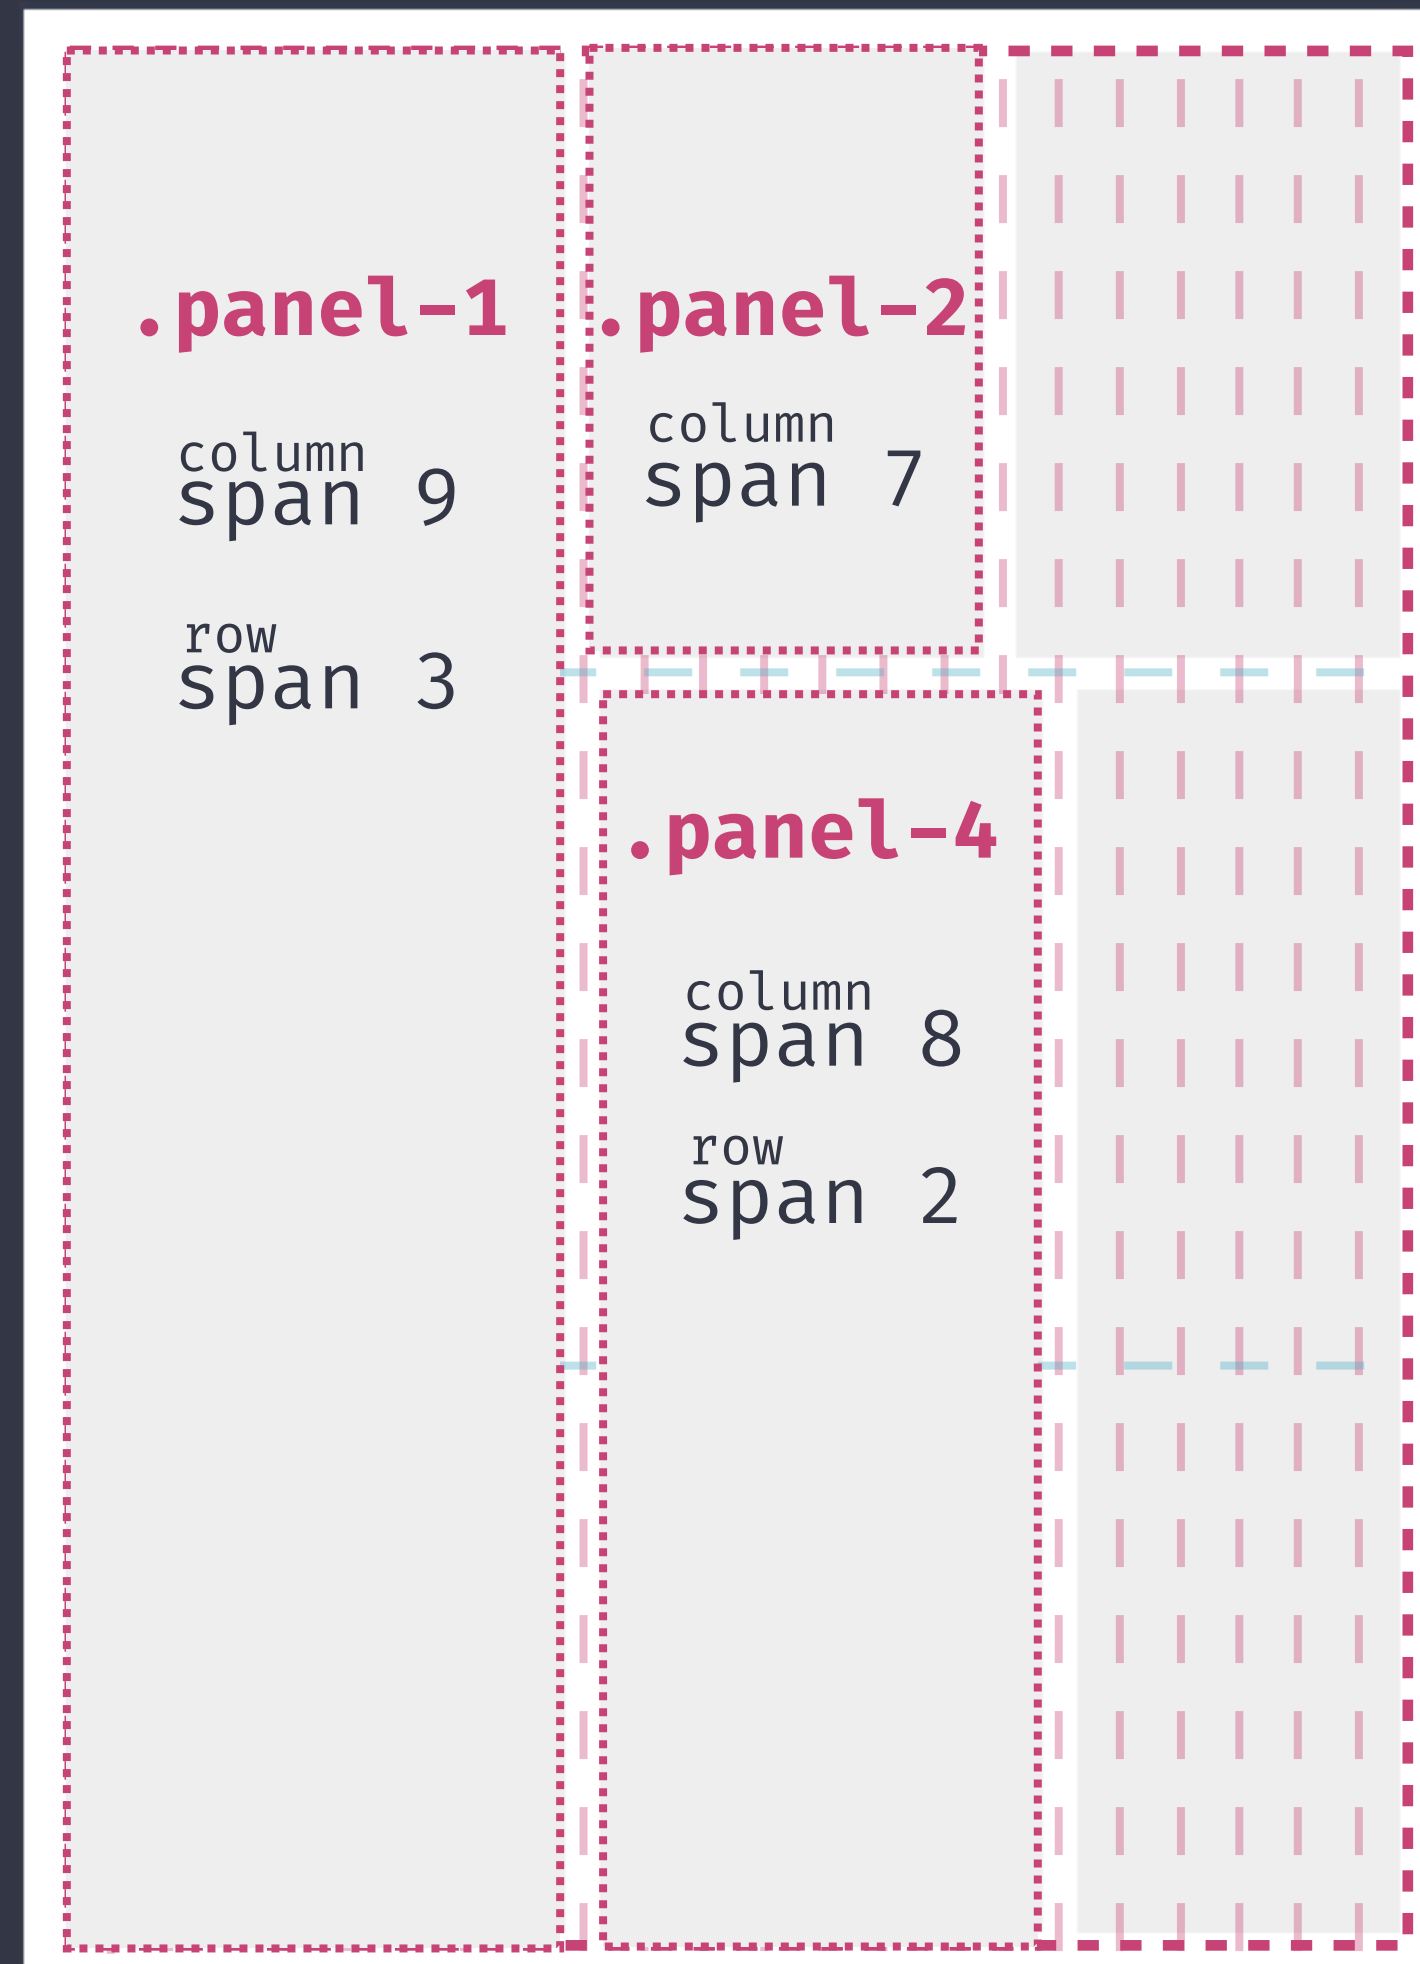 .panel-1
column
span 9
row
span 3
.panel-2
column
span 7
.panel-4
column
span 8
row
span 2